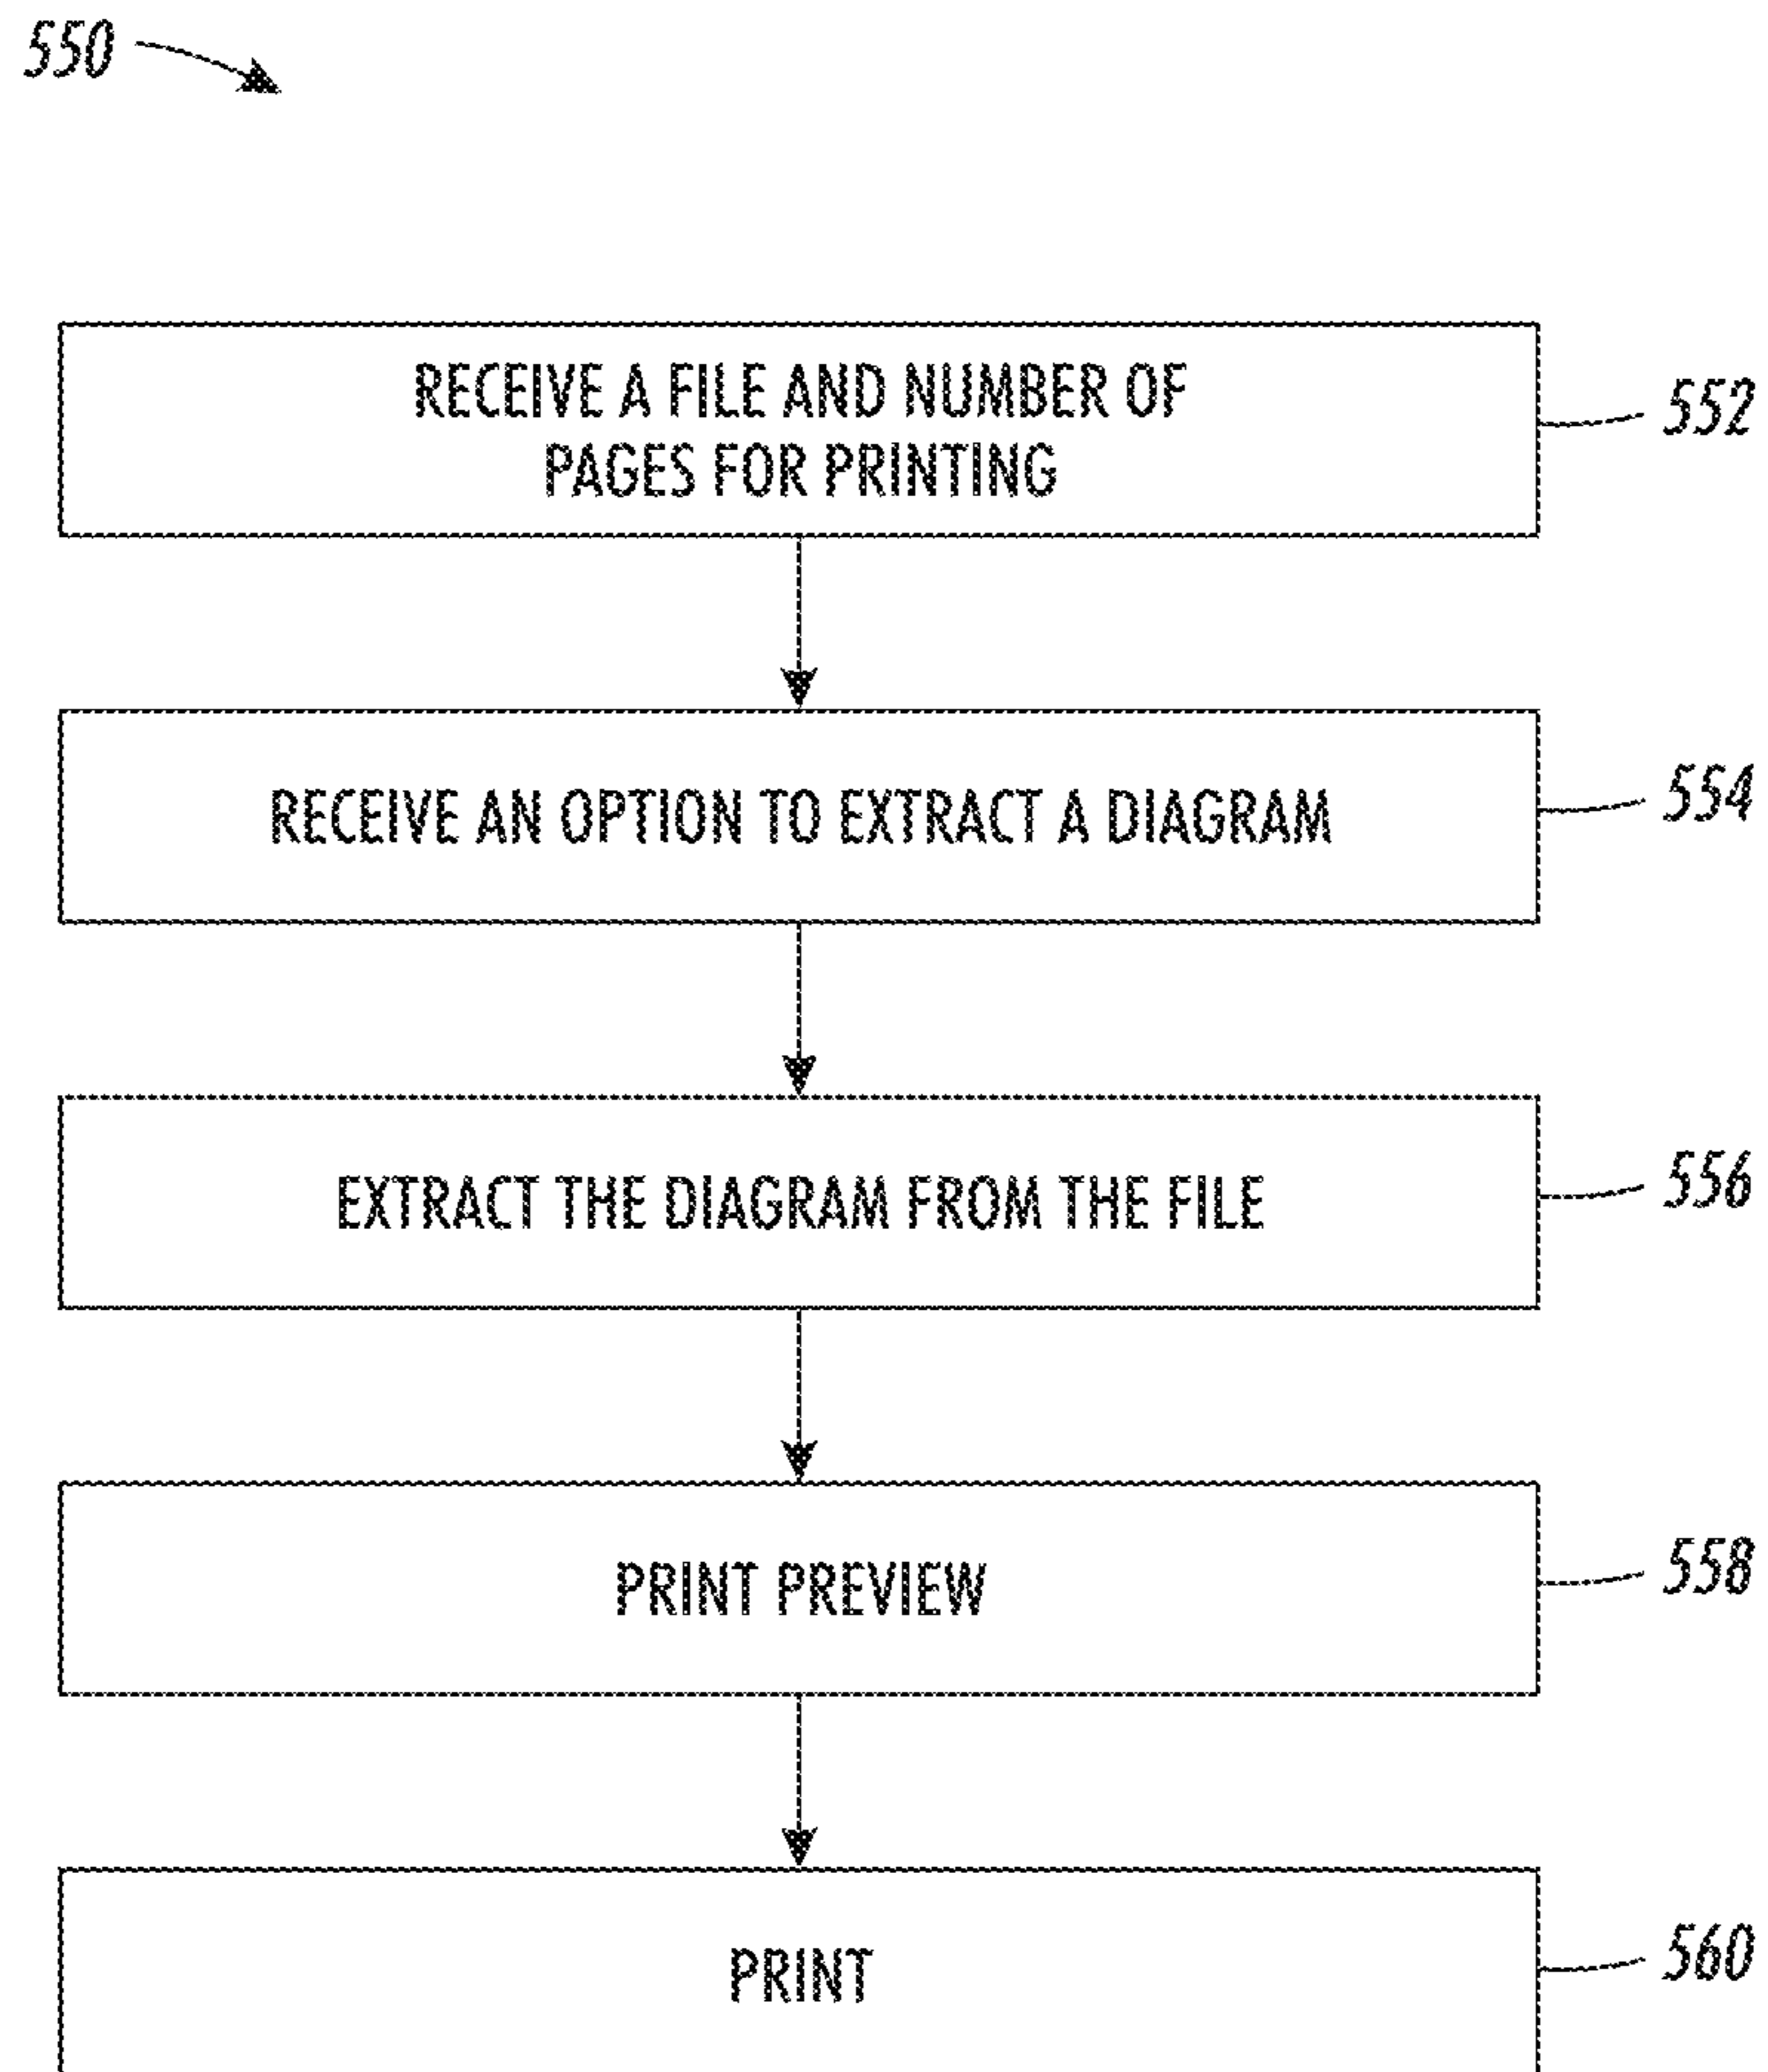 550
RECEIVE A FILE AND NUMBER OF
PAGES FOR PRINTING
552
RECEIVE AN OPTION TO EXTRACT A DIAGRAM
554
EXTRACT THE DIAGRAM FROM THE FILE
556
PRINT PREVIEW
558
PRINT
560